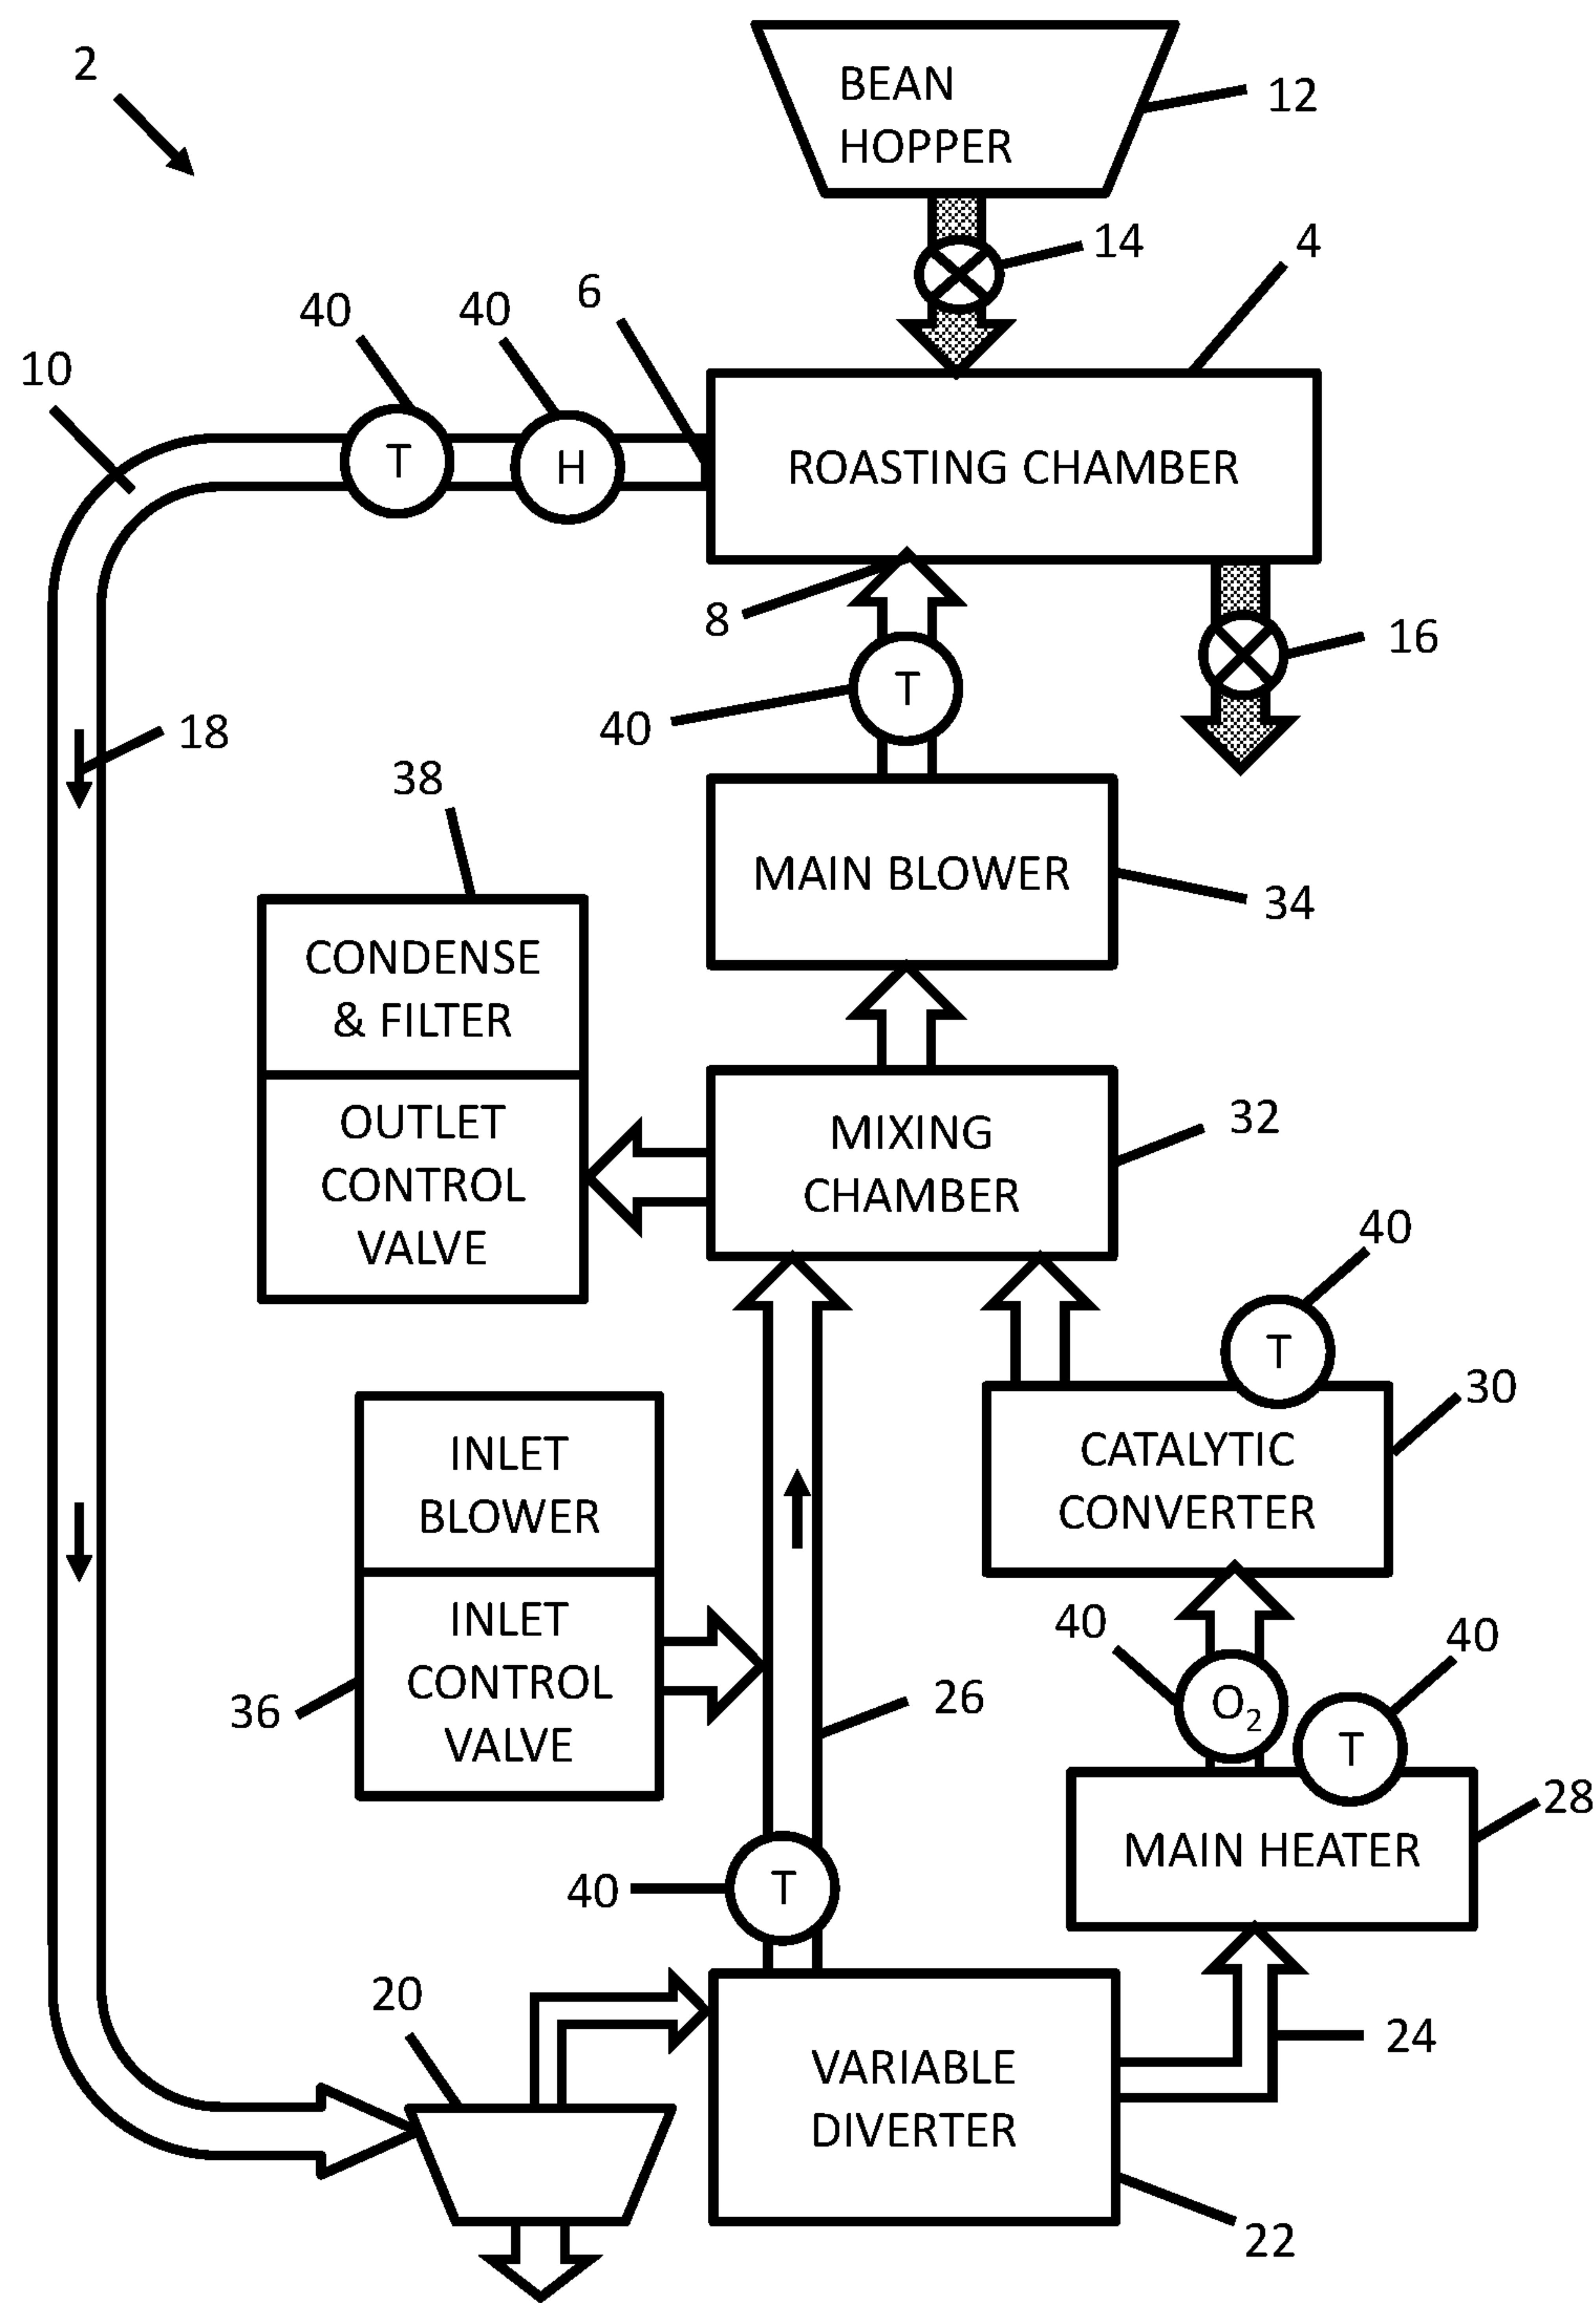 2
BEAN
HOPPER
12
14
4
6
40
40
10
T
H
ROASTING CHAMBER
8
16
T
40
18
38
MAIN BLOWER
34
CONDENSE
& FILTER
OUTLET
CONTROL
VALVE
MIXING
CHAMBER
32
40
T
30
CATALYTIC
CONVERTER
INLET
BLOWER
INLET
CONTROL
VALVE
36
26
40
40
O₂
T
28
MAIN HEATER
40
T
20
24
VARIABLE
DIVERTER
22